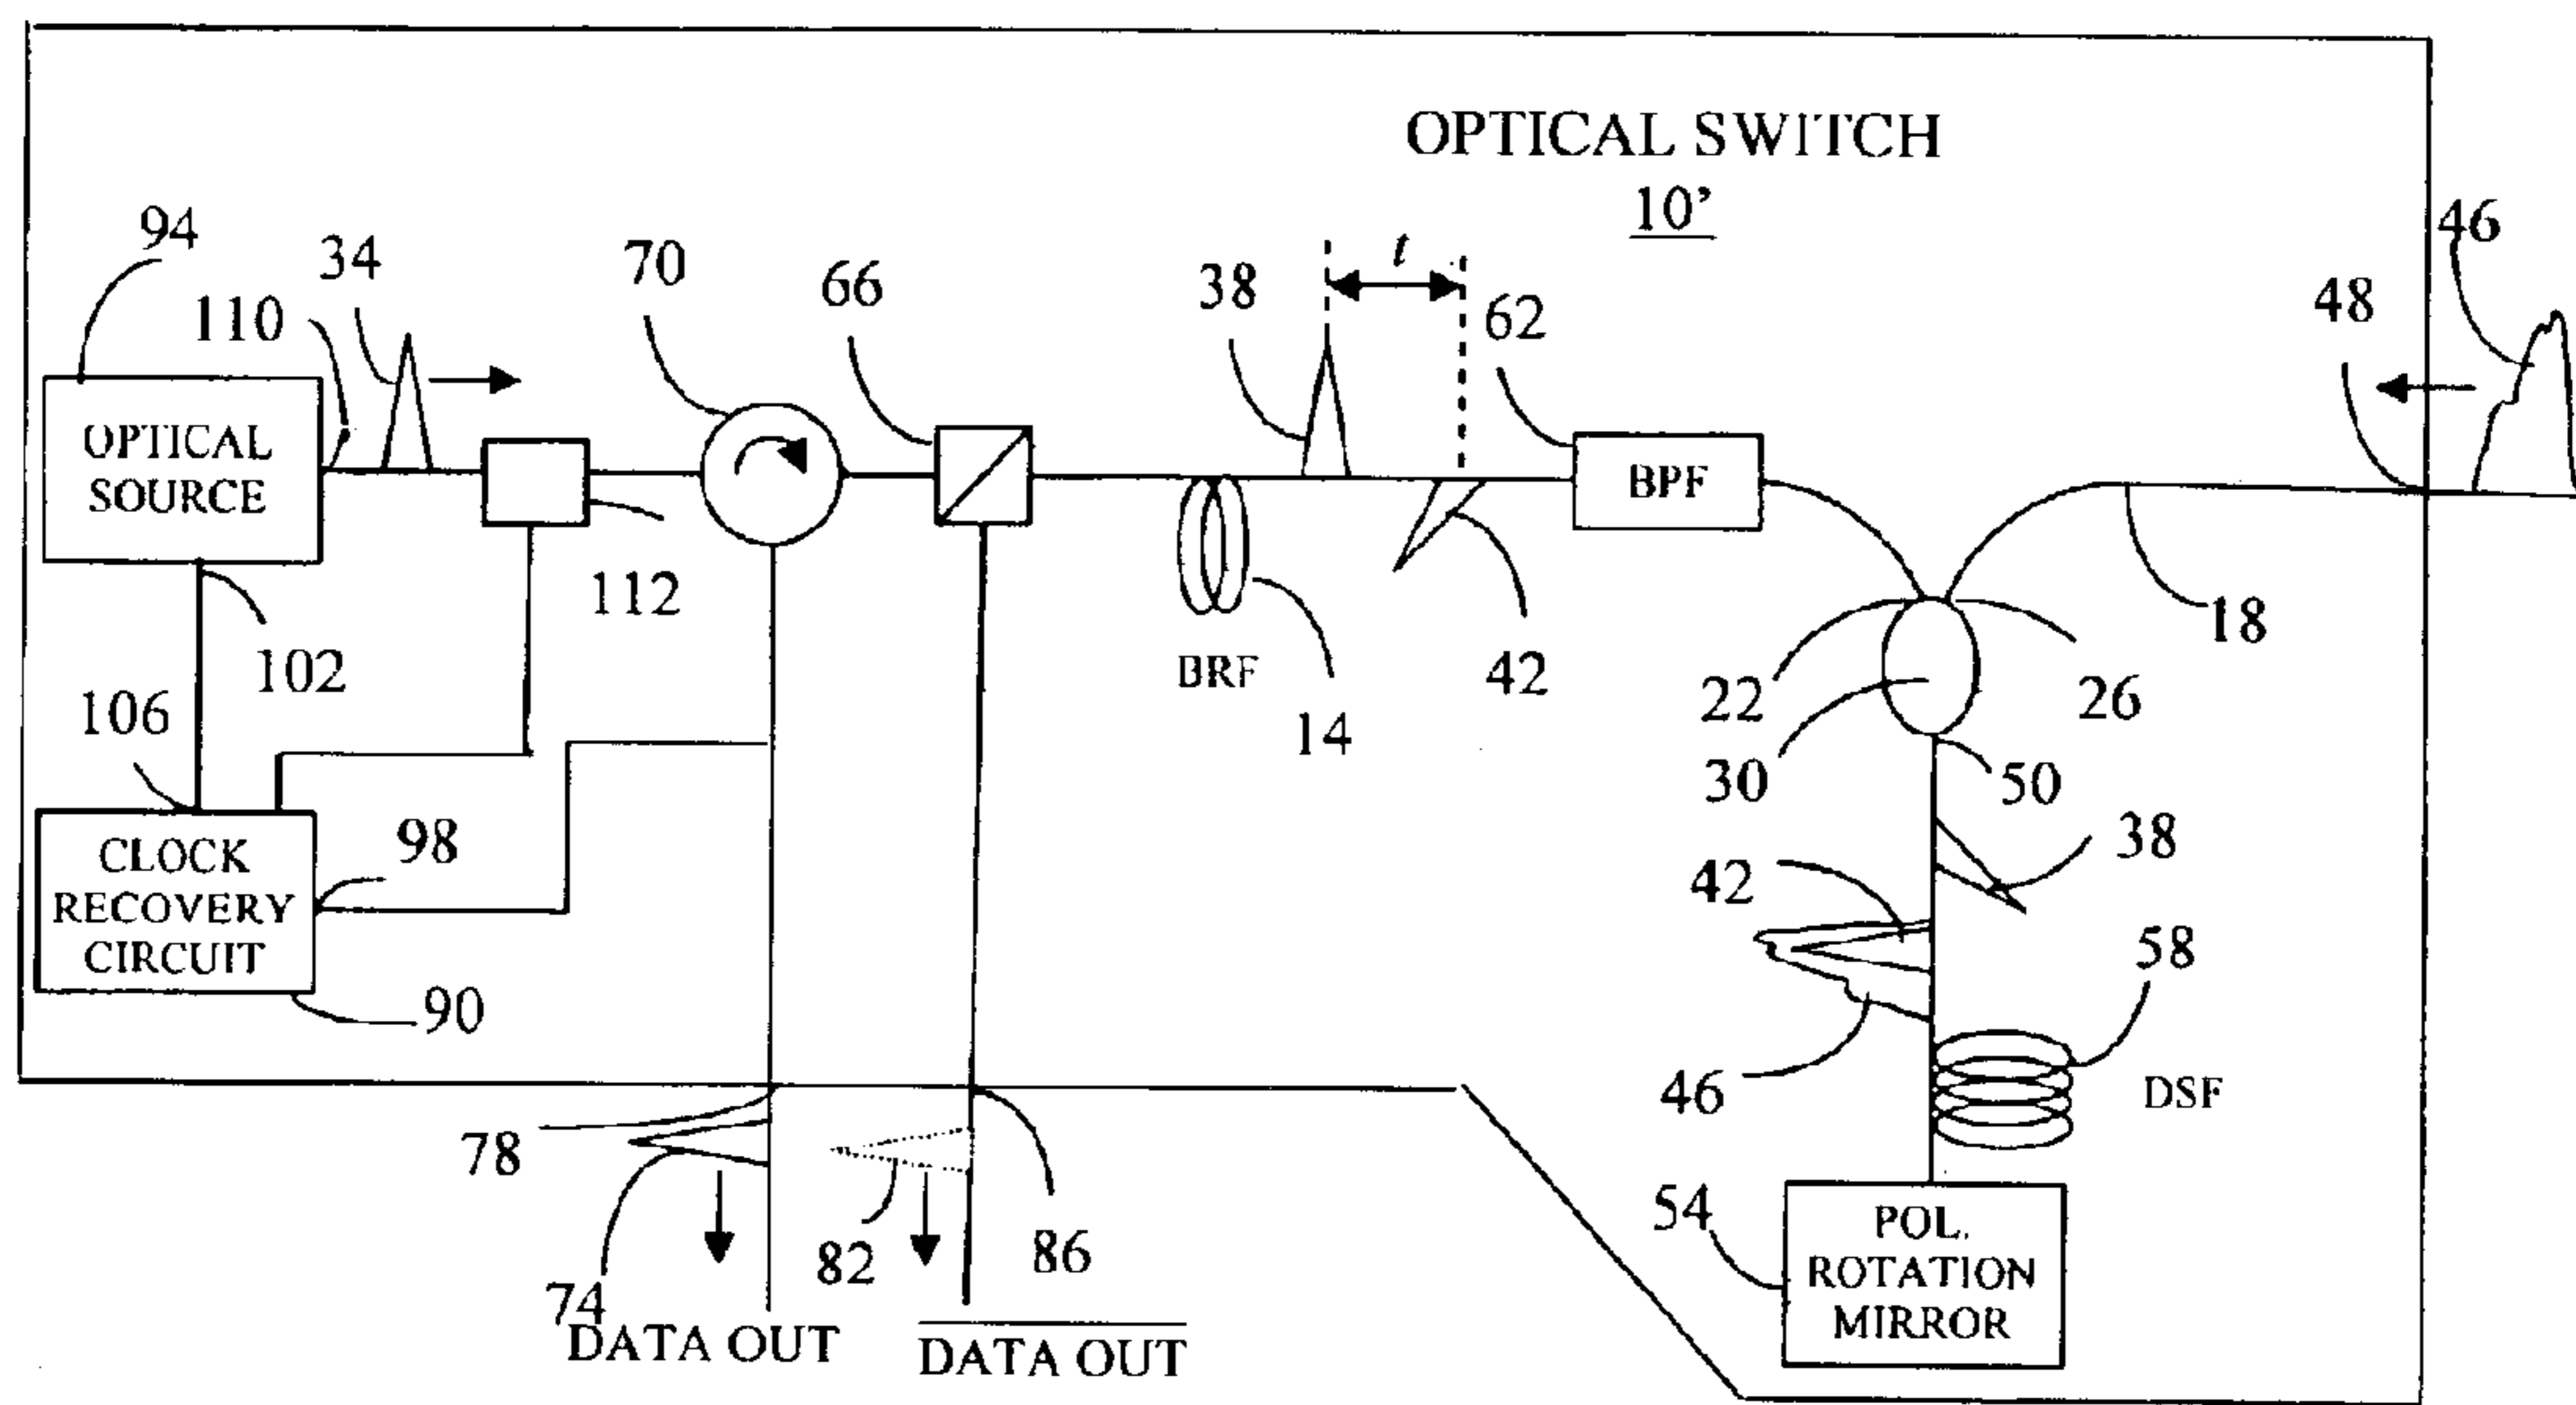 OPTICAL SWITCH
10’
94
34
110
70
66
38
t
62
48
46
OPTICAL
SOURCE
BPF
112
102
106
BRF
14
42
22
30
26
18
50
38
42
46
58
DSF
CLOCK
RECOVERY
CIRCUIT
98
90
78
74
82
86
54
POL.
ROTATION
MIRROR
DATA OUT
DATA OUT